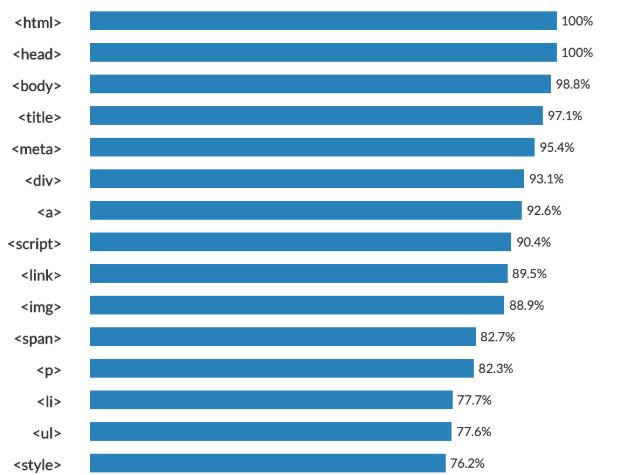 <html> 100%
<head> 100%
<body> 98.8%
<title> 97.1%
<meta> 95.4%
<div> 93.1%
<a> 92.6%
<script> 90.4%
<link> 89.5%
<img> 88.9%
<span> 82.7%
<p> 82.3%
<li> 77.7%
<ul> 77.6%
<style> 76.2%